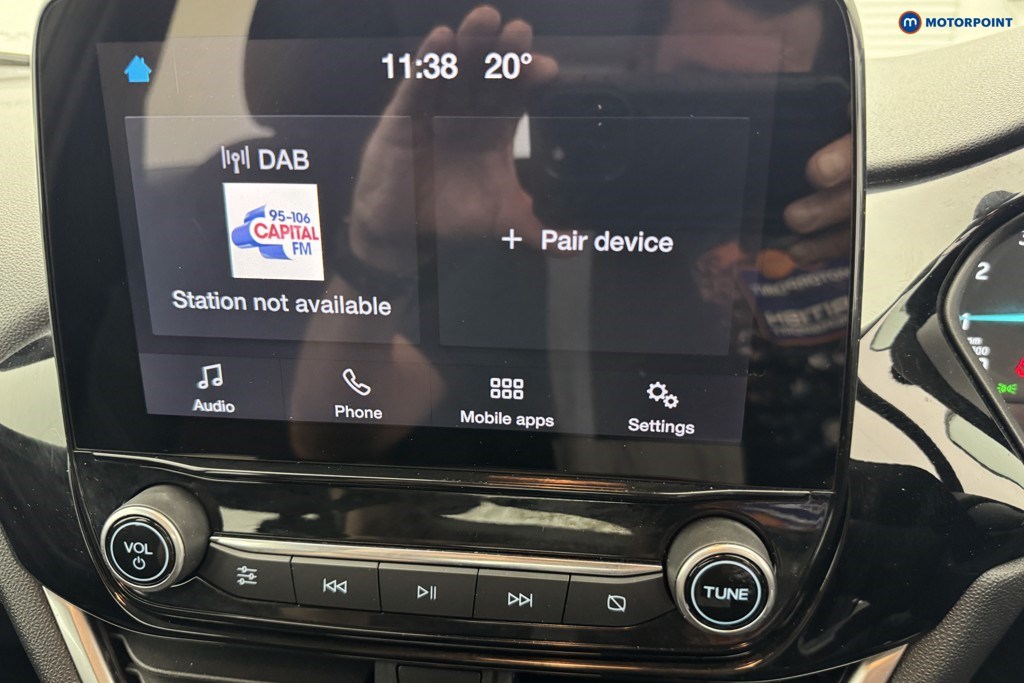 MOTORPOINT
11:38 20°
DAB
95-106
CAPITAL
FM
Station not available
+ Pair device
Audio
Phone
Mobile apps
Settings
VOL
TUNE
2
1